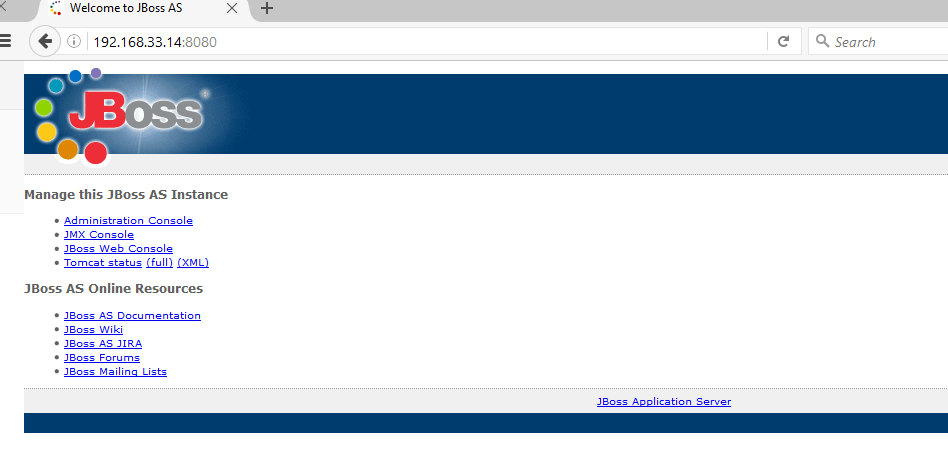 Welcome to JBoss AS
192.168.33.14:8080
Search
JBoss
Manage this JBoss AS Instance
Administration Console
JMX Console
JBoss Web Console
Tomcat status (full) (XML)
JBoss AS Online Resources
JBoss AS Documentation
JBoss Wiki
JBoss AS JIRA
JBoss Forums
JBoss Mailing Lists
JBoss Application Server